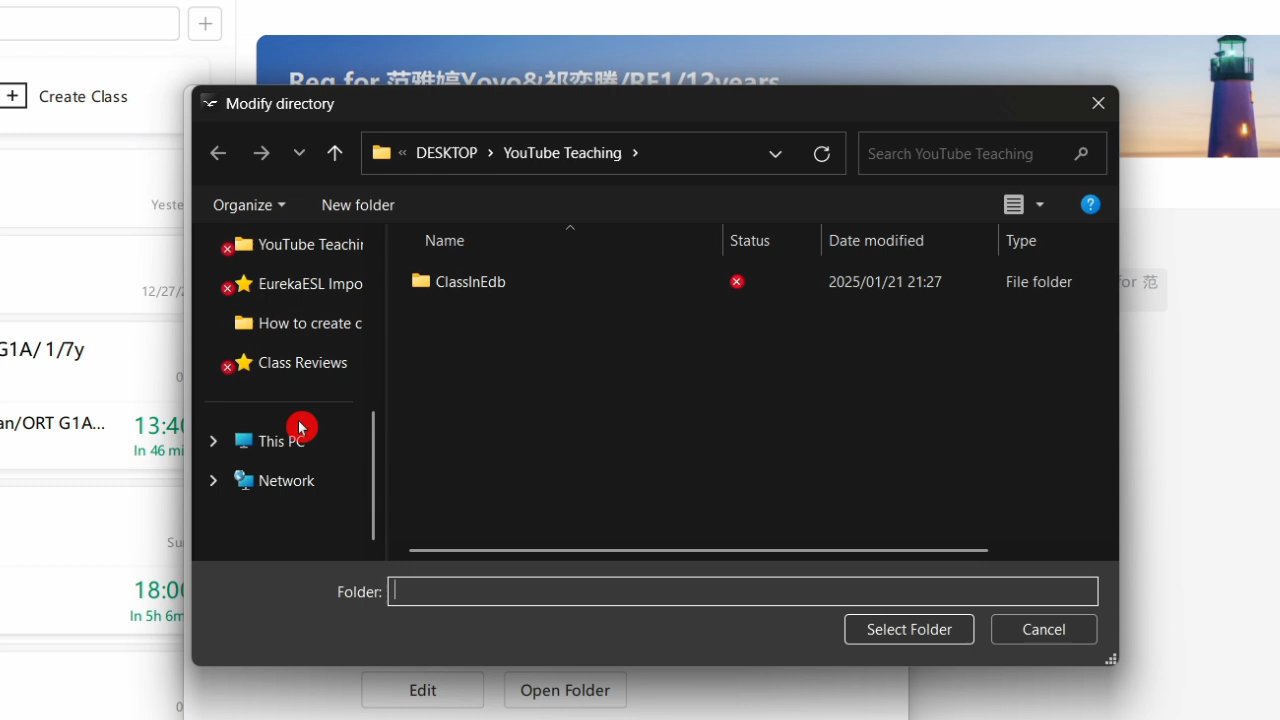 Create Class
Reg for 范雅婷Yoyo&祁奕腾/RE1/12years
Modify directory
« DESKTOP > YouTube Teaching >
Search YouTube Teaching
Organize
New folder
Name
Status
Date modified
Type
YouTube Teachi
EurekaESL Impo
How to create c
Class Reviews
This PC
Network
ClassInEdb
2025/01/21 21:27
File folder
Yeste
12/27/
G1A/ 1/7y
0
an/ORT G1A...
13:40
In 46 mi
Su
18:00
In 5h 6m
0
for 范
Folder:
Select Folder
Cancel
Edit
Open Folder